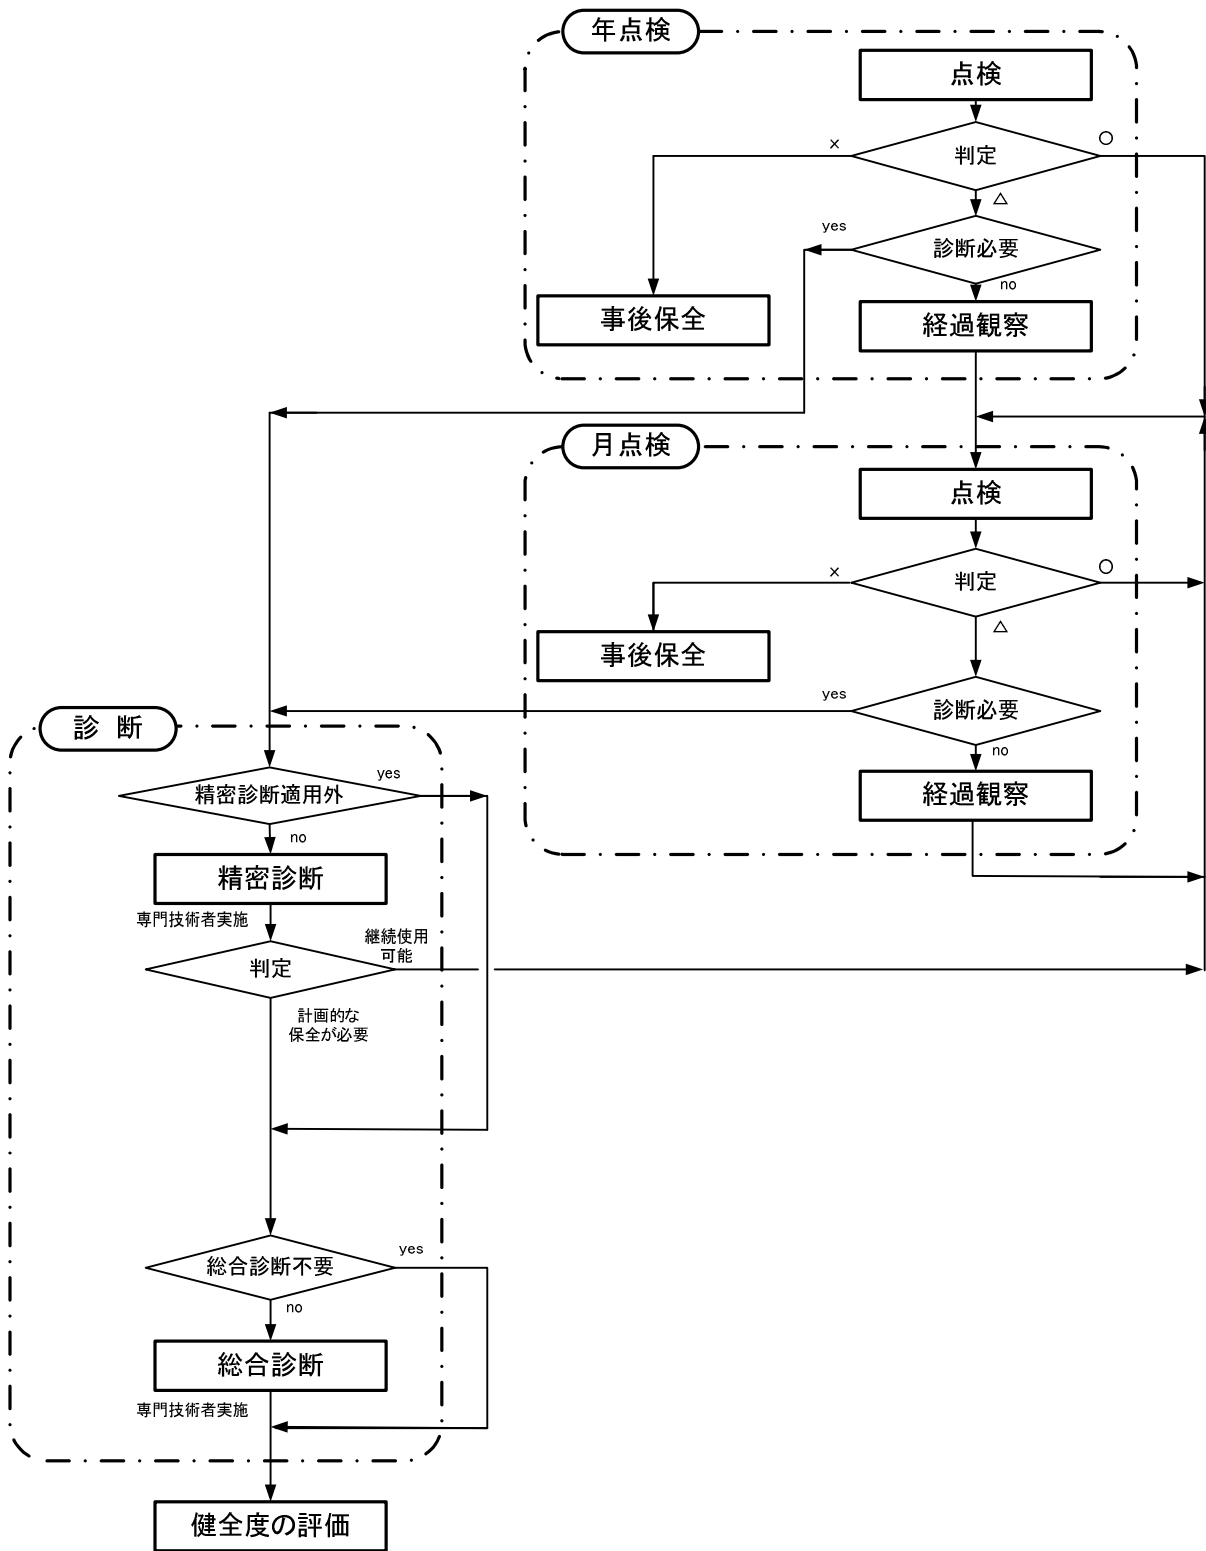 年点検
点検
×
○
判定
△
yes
診断必要
no
事後保全
経過観察
月点検
点検
×
○
判定
△
事後保全
yes
診断必要
no
経過観察
診 断
yes
精密診断適用外
no
精密診断
専門技術者実施
継続使用
可能
判定
計画的な
保全が必要
yes
総合診断不要
no
総合診断
専門技術者実施
健全度の評価